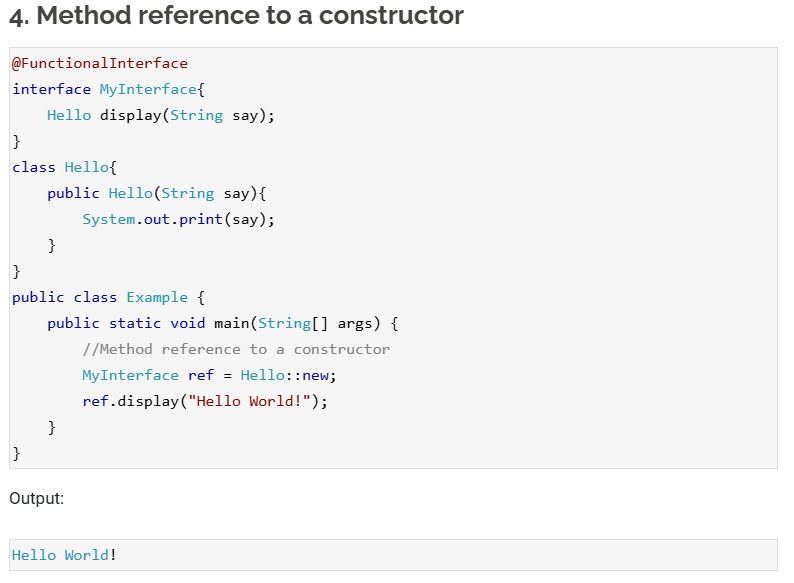 4. Method reference to a constructor
@FunctionalInterface
interface MyInterface{
    Hello display(String say);
}
class Hello{
    public Hello(String say){
        System.out.print(say);
    }
}
public class Example {
    public static void main(String[] args) {
        //Method reference to a constructor
        MyInterface ref = Hello::new;
        ref.display("Hello World!");
    }
}
Output:
Hello World!